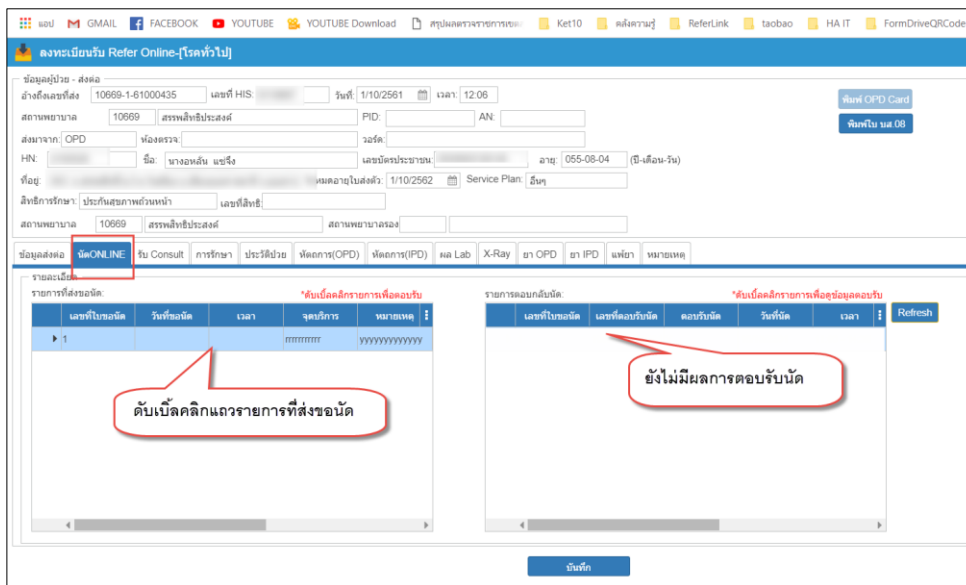 แอป GMAIL FACEBOOK YOUTUBE YOUTUBE Download สรุปผลตรวจราชการเขต Ket10 คลังความรู้ ReferLink taobao HA IT FormDriveQRCode
ลงทะเบียนรับ Refer Online-[โรคทั่วไป]
ข้อมูลผู้ป่วย - ส่งต่อ
อ้างถึงเลขที่ส่ง 10669-1-61000435 เลขที่ HIS: วันที่: 1/10/2561 เวลา: 12:06
พิมพ์ OPD Card
สถานพยาบาล 10669 สรรพสิทธิประสงค์ PID: AN:
พิมพ์ใบ บส.08
ส่งมาจาก: OPD ห้องตรวจ: วอร์ด:
HN: ชื่อ: นางอหลัน แซ่จึง เลขบัตรประชาชน: อายุ: 055-08-04 (ปี-เดือน-วัน)
ที่อยู่: หมดอายุใบส่งตัว: 1/10/2562 Service Plan: อื่นๆ
สิทธิการรักษา: ประกันสุขภาพถ้วนหน้า เลขที่สิทธิ:
สถานพยาบาล 10669 สรรพสิทธิประสงค์ สถานพยาบาลรอง
ข้อมูลส่งต่อ นัดONLINE รับ Consult การรักษา ประวัติป่วย หัตถการ(OPD) หัตถการ(IPD) ผล Lab X-Ray ยา OPD ยา IPD แพ้ยา หมายเหตุ
รายละเอียด
รายการที่ส่งขอนัด: *ดับเบิ้ลคลิกรายการเพื่อตอบรับ รายการตอบกลับนัด: *ดับเบิ้ลคลิกรายการเพื่อดูข้อมูลตอบรับ
เลขที่ใบขอนัด วันที่ขอนัด เวลา จุดบริการ หมายเหตุ เลขที่ใบขอนัด เลขที่ตอบรับนัด ตอบรับนัด วันที่นัด เวลา Refresh
1 rrrrrrrrrrr yyyyyyyyyyyyy
ยังไม่มีผลการตอบรับนัด
ดับเบิ้ลคลิกแถวรายการที่ส่งขอนัด
บันทึก